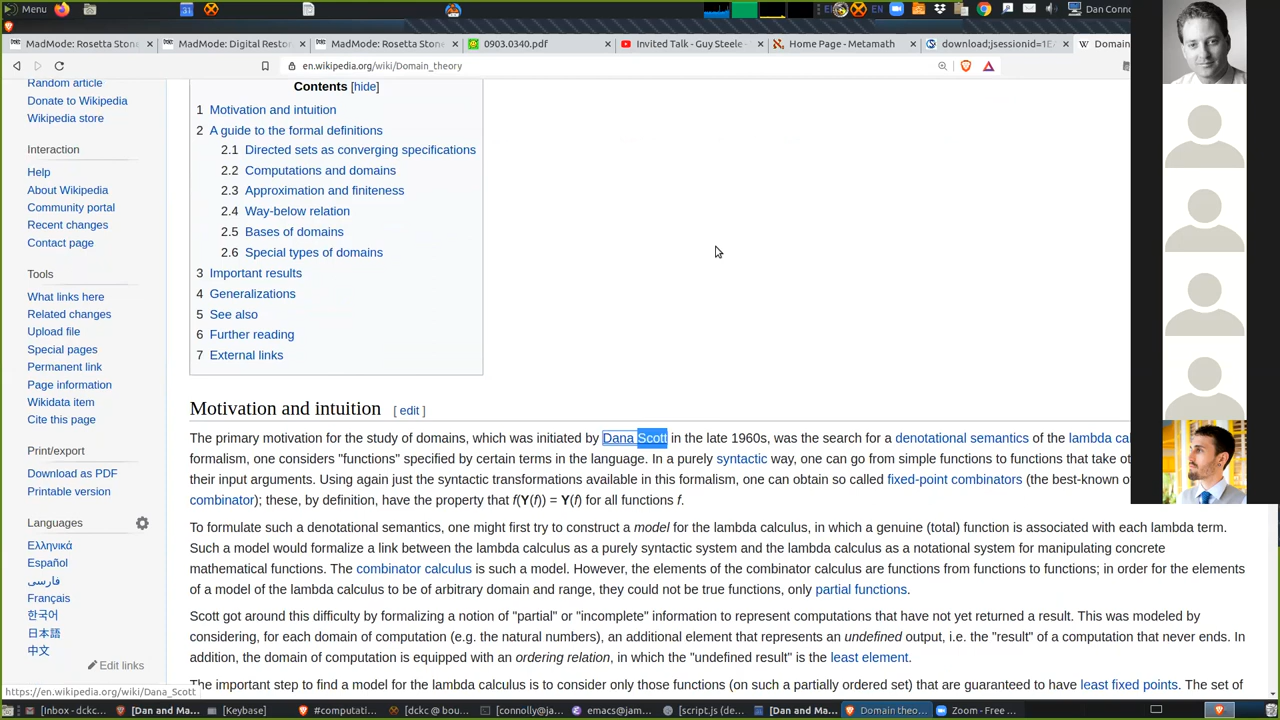 Menu
31
EN
Dan Conno
MadMode: Rosetta Stone
MadMode: Digital Restor
MadMode: Rosetta Stone
0903.0340.pdf
Invited Talk - Guy Steele -
Home Page - Metamath
download;jsessionid=1E
Domain
en.wikipedia.org/wiki/Domain_theory
Random article
Donate to Wikipedia
Wikipedia store
Interaction
Help
About Wikipedia
Community portal
Recent changes
Contact page
Tools
What links here
Related changes
Upload file
Special pages
Permanent link
Page information
Wikidata item
Cite this page
Print/export
Download as PDF
Printable version
Languages
Ελληνικά
Español
فارسی
Français
한국어
日本語
中文
Edit links
Contents [hide]
1 Motivation and intuition
2 A guide to the formal definitions
2.1 Directed sets as converging specifications
2.2 Computations and domains
2.3 Approximation and finiteness
2.4 Way-below relation
2.5 Bases of domains
2.6 Special types of domains
3 Important results
4 Generalizations
5 See also
6 Further reading
7 External links
Motivation and intuition [ edit ]
The primary motivation for the study of domains, which was initiated by Dana Scott in the late 1960s, was the search for a denotational semantics of the lambda cal
formalism, one considers "functions" specified by certain terms in the language. In a purely syntactic way, one can go from simple functions to functions that take ot
their input arguments. Using again just the syntactic transformations available in this formalism, one can obtain so called fixed-point combinators (the best-known of
combinator); these, by definition, have the property that f(Y(f)) = Y(f) for all functions f.
To formulate such a denotational semantics, one might first try to construct a model for the lambda calculus, in which a genuine (total) function is associated with each lambda term.
Such a model would formalize a link between the lambda calculus as a purely syntactic system and the lambda calculus as a notational system for manipulating concrete
mathematical functions. The combinator calculus is such a model. However, the elements of the combinator calculus are functions from functions to functions; in order for the elements
of a model of the lambda calculus to be of arbitrary domain and range, they could not be true functions, only partial functions.
Scott got around this difficulty by formalizing a notion of "partial" or "incomplete" information to represent computations that have not yet returned a result. This was modeled by
considering, for each domain of computation (e.g. the natural numbers), an additional element that represents an undefined output, i.e. the "result" of a computation that never ends. In
addition, the domain of computation is equipped with an ordering relation, in which the "undefined result" is the least element.
The important step to find a model for the lambda calculus is to consider only those functions (on such a partially ordered set) that are guaranteed to have least fixed points. The set of
https://en.wikipedia.org/wiki/Dana_Scott
[Inbox - dckc...
[Dan and Ma...
[Keybase]
#computati...
[dckc @ bou...
[connolly@ja...
emacs@jam...
[script.js (de...
[Dan and Ma...
Domain theo...
Zoom - Free ...